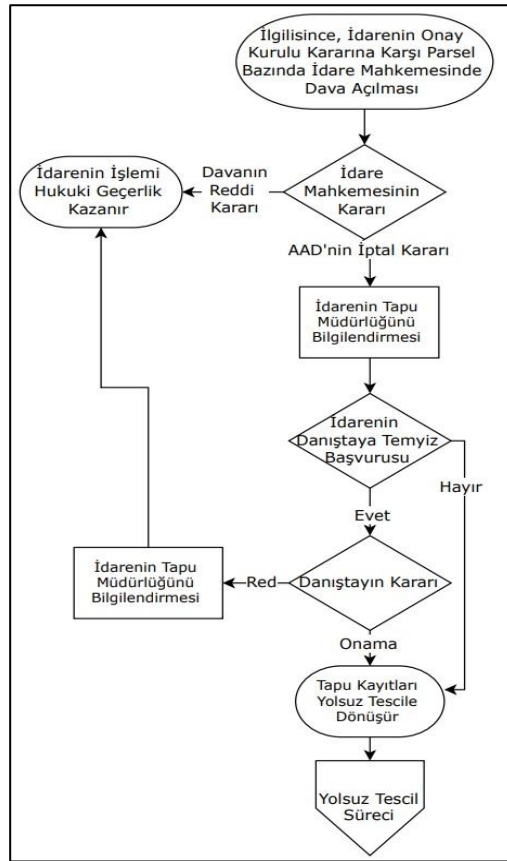 İlgilisince, İdarenin Onay
Kurulu Kararına Karşı Parsel
Bazında İdare Mahkemesinde
Dava Açılması
İdarenin İşlemi
Hukuki Geçerlik
Kazanır
Davanın
Reddi
Kararı
İdare
Mahkemesinin
Kararı
AAD'nin İptal Kararı
İdarenin Tapu
Müdürlüğünü
Bilgilendirmesi
İdarenin
Danıştaya Temyiz
Başvurusu
Hayır
Evet
İdarenin Tapu
Müdürlüğünü
Bilgilendirmesi
Red
Danıştayın Kararı
Onama
Tapu Kayıtları
Yolsuz Tescile
Dönüşür
Yolsuz Tescil
Süreci